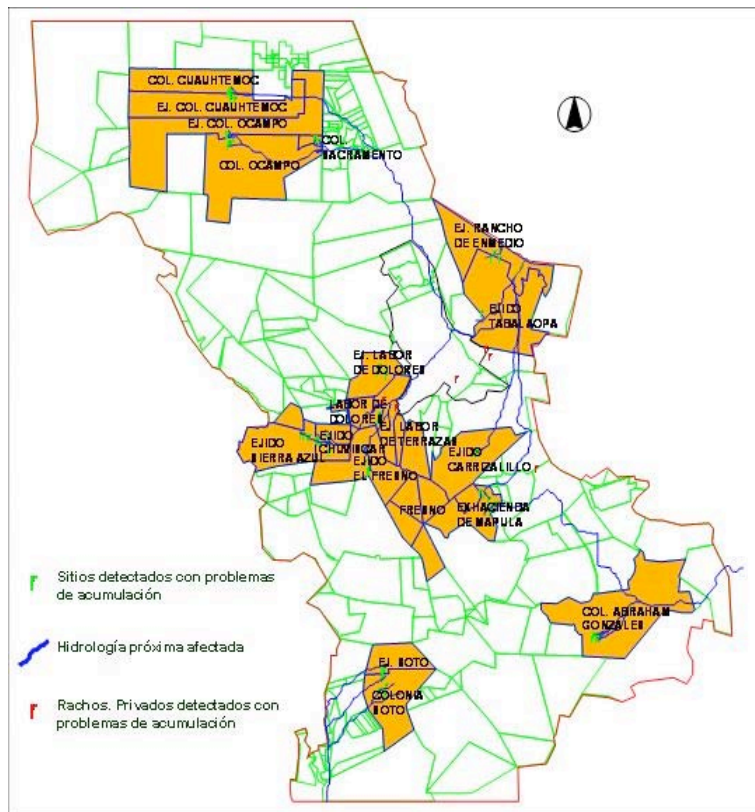 COL. CUAUHTEMOC
EJ. COL. CUAUHTEMOC
EJ. COL. OCAMPO
COL. OCAMPO
COL.
SACRAMENTO
EJ. RANCHO
DE ENMEDIO
EJIDO
TABALAOPA
EJ. LABOR
DE DOLORES
LABOR DE
DOLORES
EJ. LABOR
DE TERRAZAS
EJIDO
SIERRA AZUL
EJIDO
CHUVISCAR
EJIDO
EL FRESNO
EJIDO
CARRIZALILLO
FRESNO
EXHACIENDA
DE MAPULA
COL. ABRAHAM
GONZALEZ
EJ. SOTO
COLONIA
SOTO
Sitios detectados con problemas
de acumulación
Hidrología próxima afectada
Rachos. Privados detectados con
problemas de acumulación